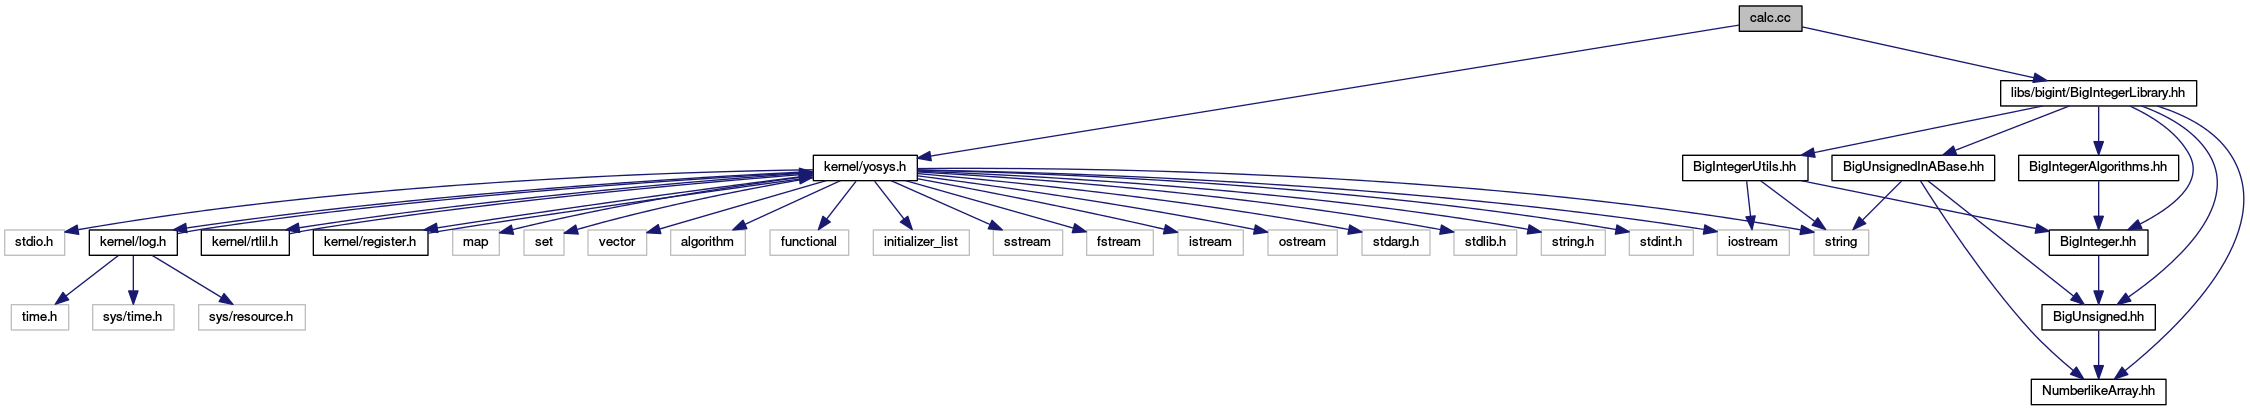 calc.cc
libs/bigint/BigIntegerLibrary.hh
kernel/yosys.h
BigIntegerUtils.hh
BigUnsignedInABase.hh
BigIntegerAlgorithms.hh
stdio.h
kernel/log.h
kernel/rtlil.h
kernel/register.h
map
set
vector
algorithm
functional
initializer_list
sstream
fstream
istream
ostream
stdarg.h
stdlib.h
string.h
stdint.h
iostream
string
BigInteger.hh
time.h
sys/time.h
sys/resource.h
BigUnsigned.hh
NumberlikeArray.hh